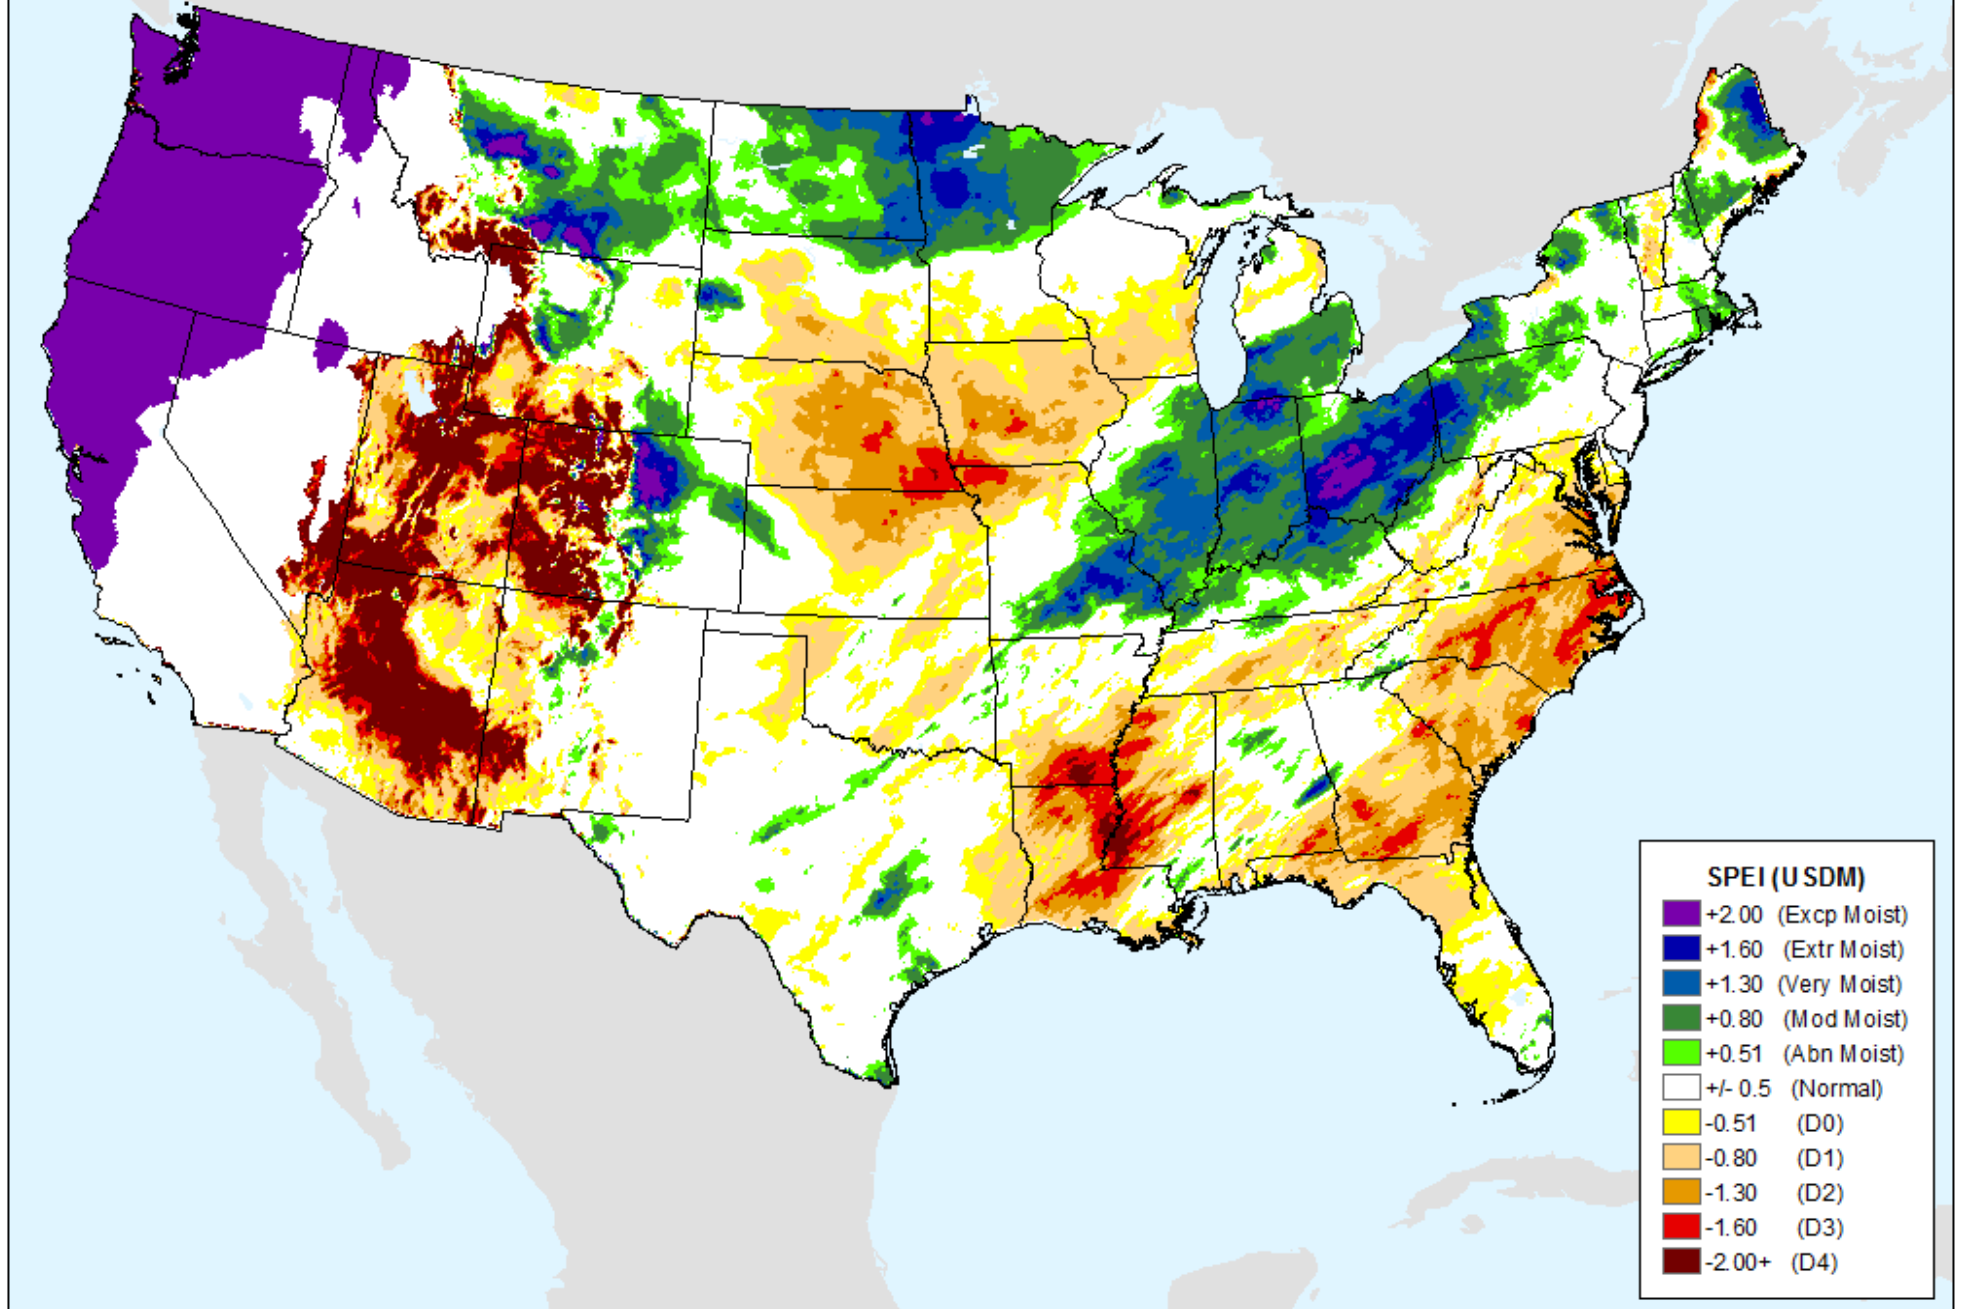 SPEI (USDM)
+2.00 (Excp Moist)
+1.60 (Extr Moist)
+1.30 (Very Moist)
+0.80 (Mod Moist)
+0.51 (Abn Moist)
+/- 0.5 (Normal)
-0.51 (D0)
-0.80 (D1)
-1.30 (D2)
-1.60 (D3)
-2.00+ (D4)